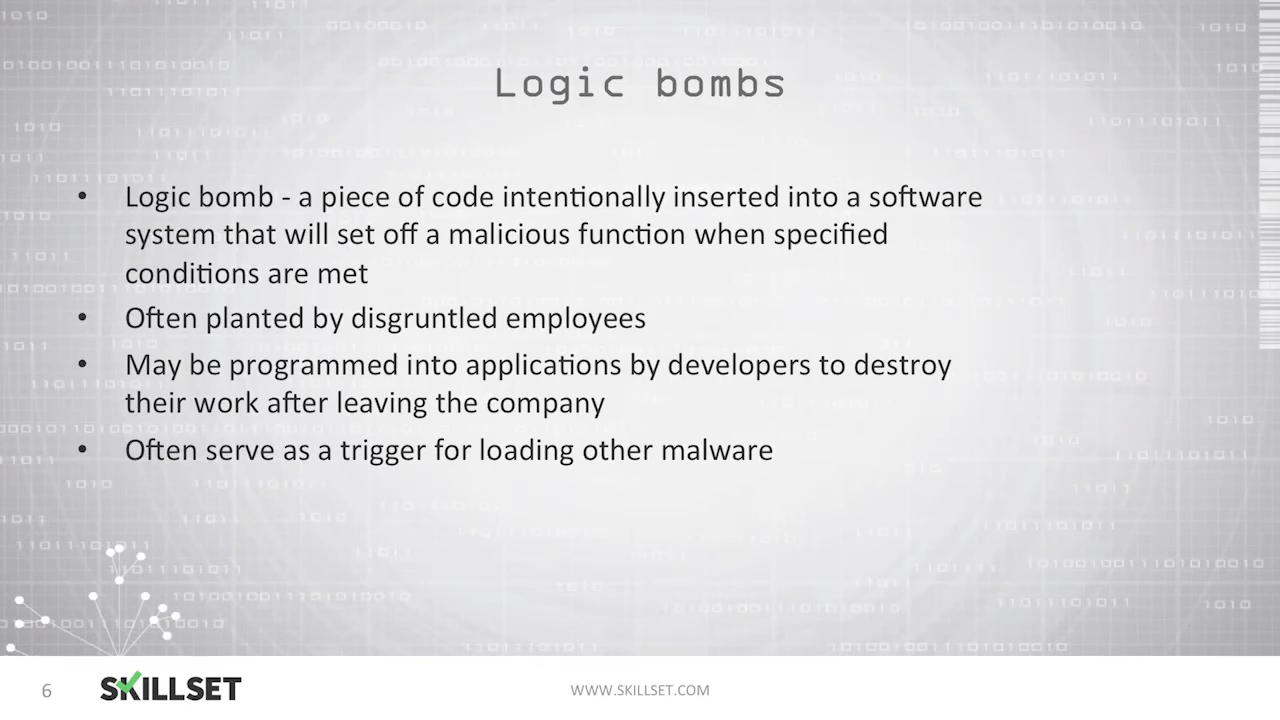 Logic bombs
• Logic bomb - a piece of code intentionally inserted into a software
system that will set off a malicious function when specified
conditions are met
• Often planted by disgruntled employees
• May be programmed into applications by developers to destroy
their work after leaving the company
• Often serve as a trigger for loading other malware
6
SKILLSET
WWW.SKILLSET.COM